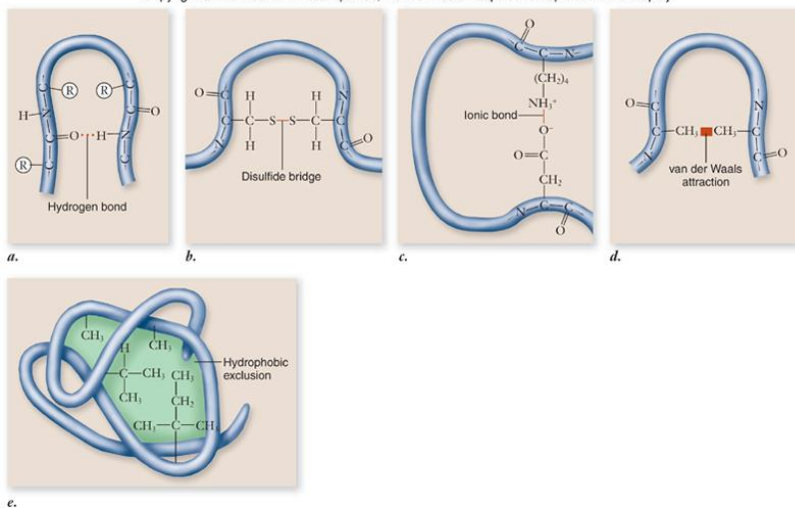 R R
H N
C O H N
R
C C
Hydrogen bond
a.
H H
O C N
C S S C
C
N H H C O
Disulfide bridge
b.
O
C C N
(CH2)4
NH3+
Ionic bond
O-
O C
CH2
N C C
O
c.
O C N
C CH3 CH3 C
N C O
van der Waals
attraction
d.
CH3 CH3
H
C CH3 CH3
Hydrophobic
exclusion
CH3 CH2
CH3 C
e.